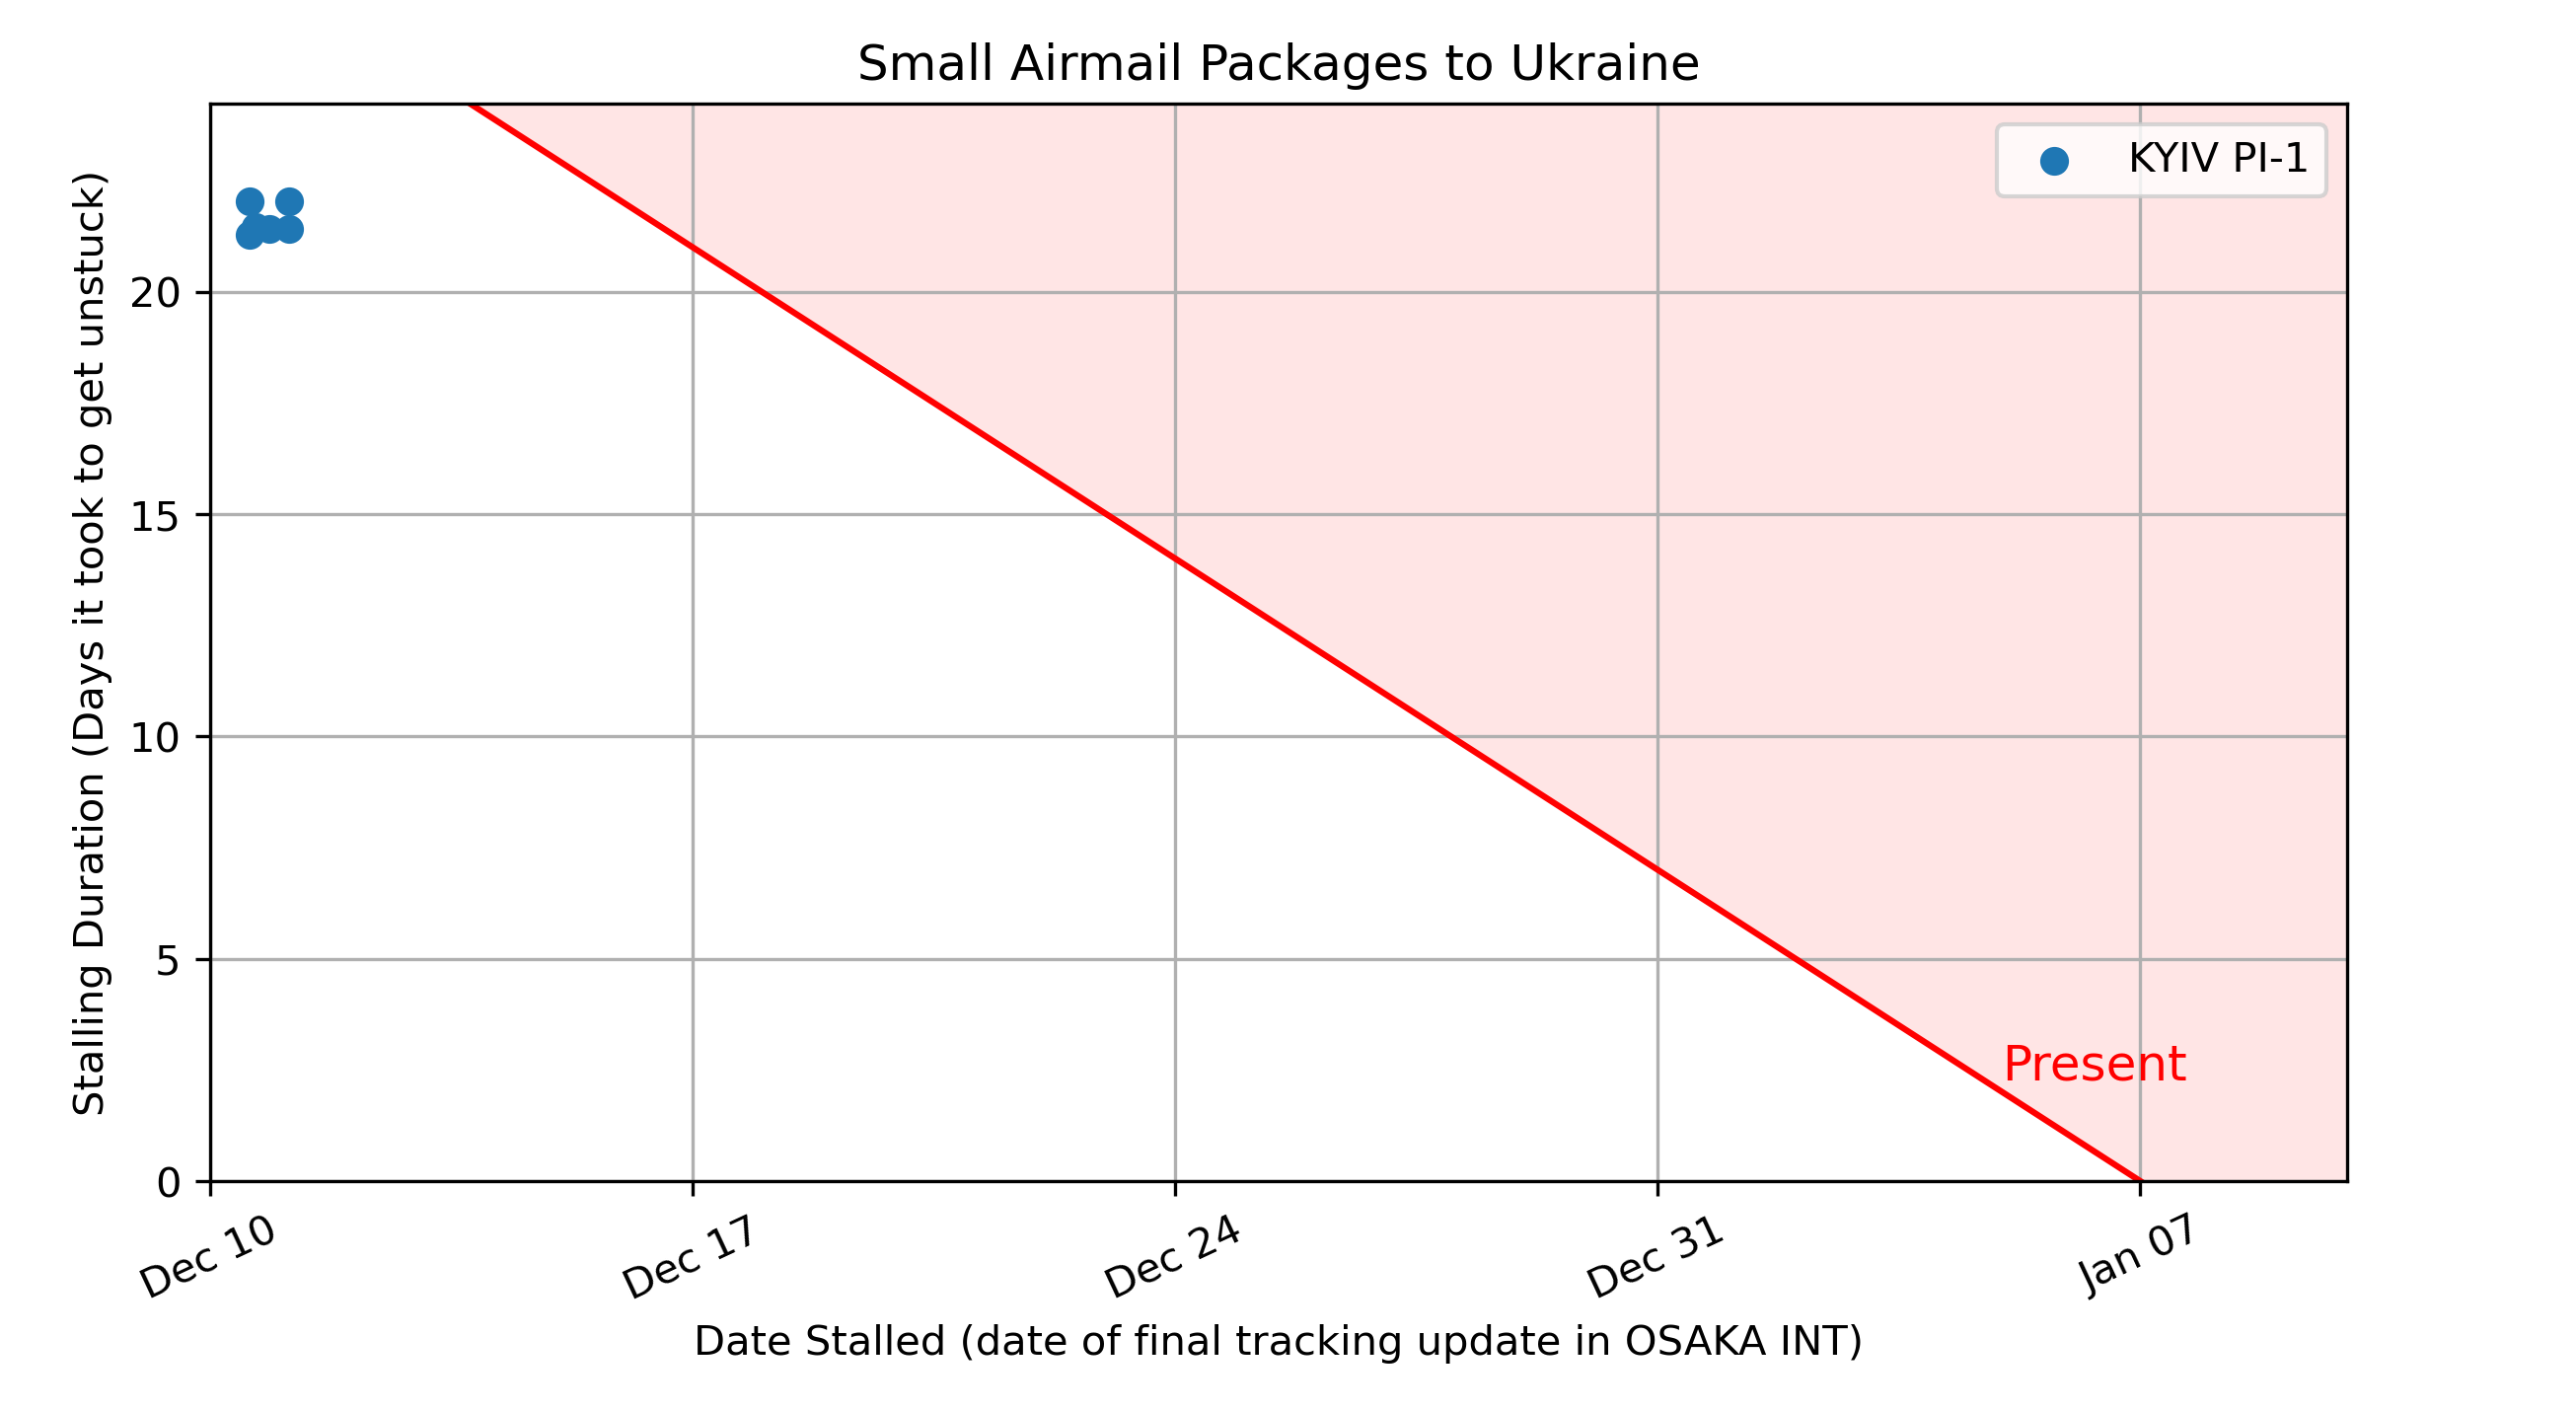 Small Airmail Packages to Ukraine
KYIV PI-1
Stalling Duration (Days it took to get unstuck)
20
15
10
5
0
Present
Dec 10
Dec 17
Dec 24
Dec 31
Jan 07
Date Stalled (date of final tracking update in OSAKA INT)